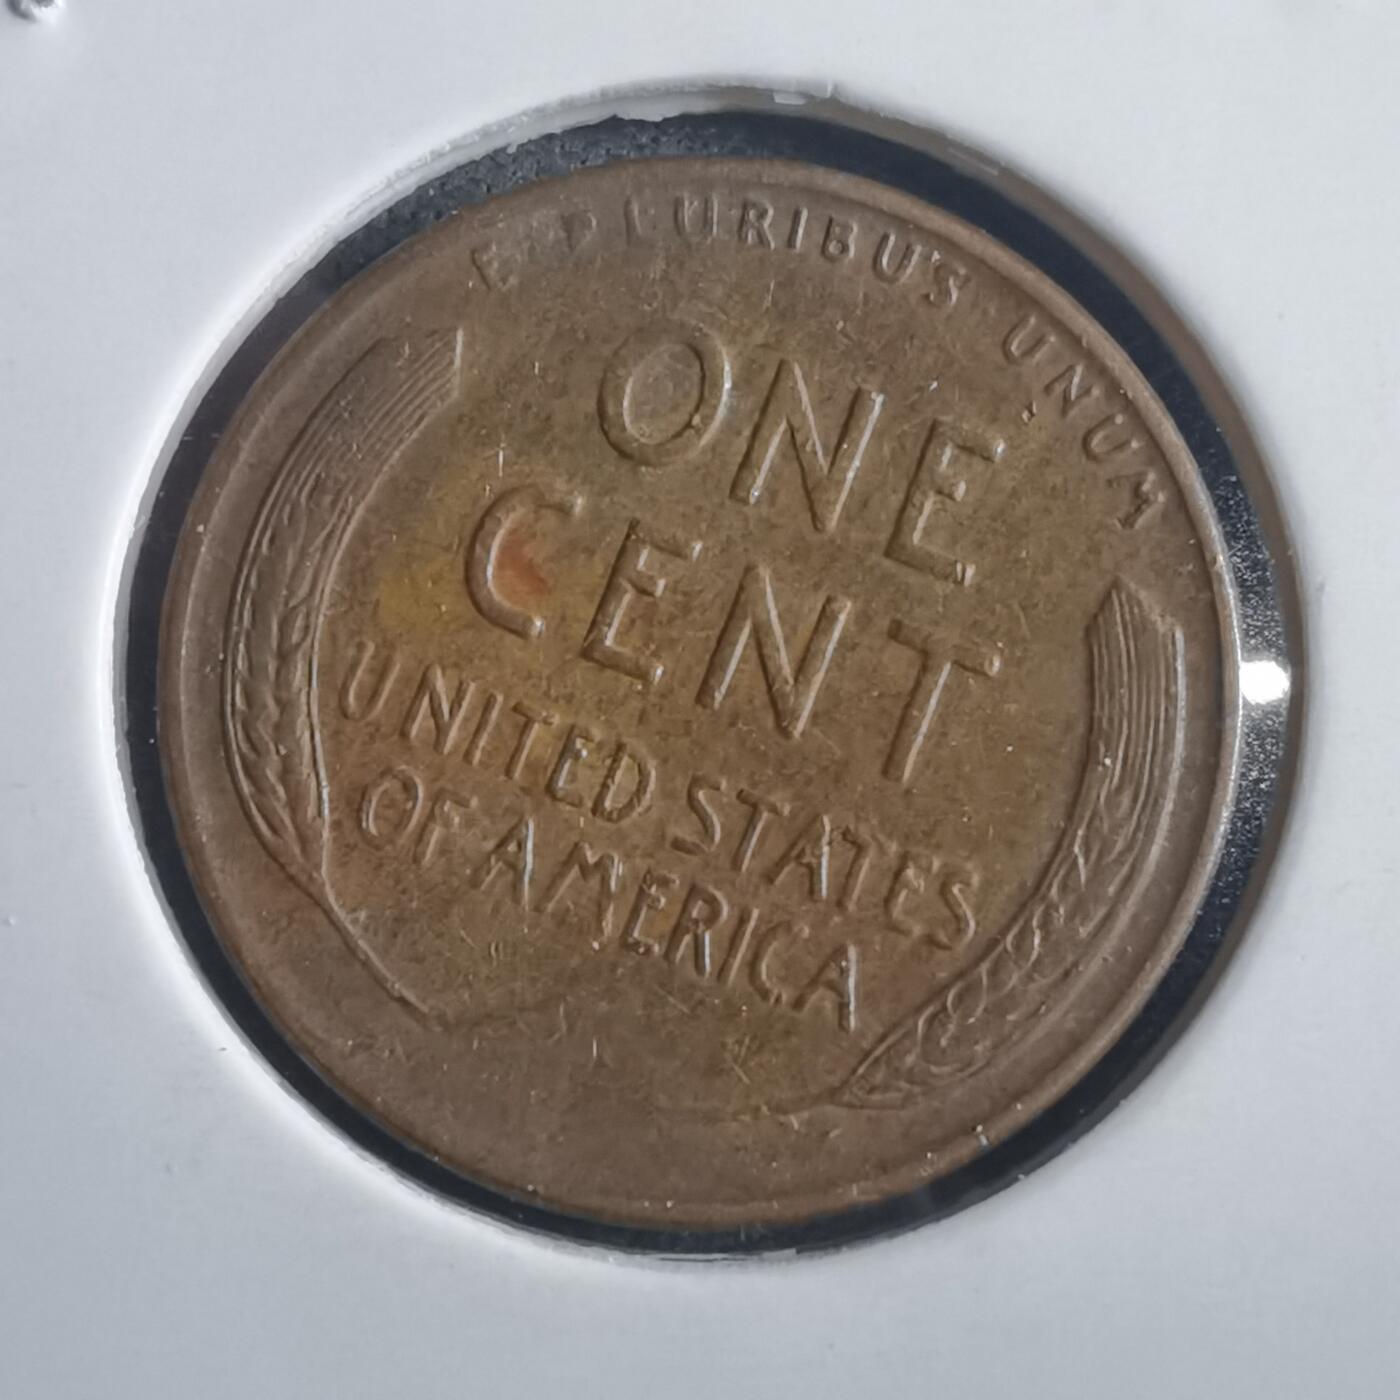 E PLURIBUS UNUM
ONE
CENT
UNITED STATES
OF AMERICA